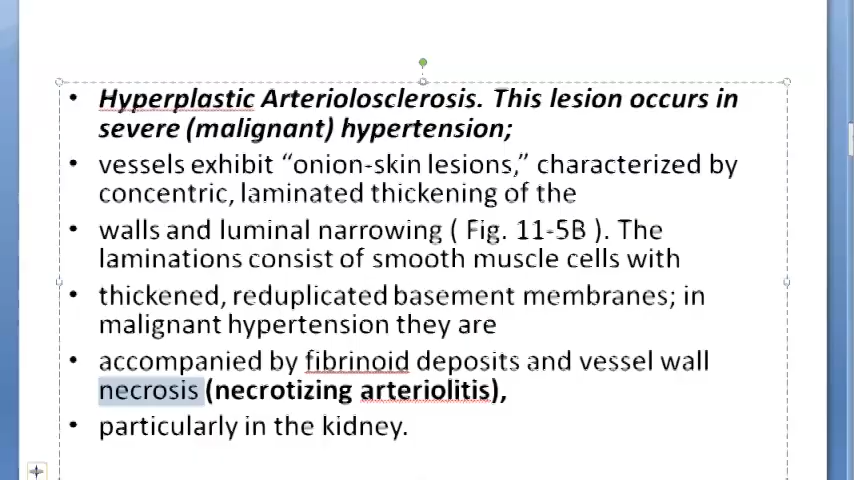 • Hyperplastic Arteriolosclerosis. This lesion occurs in
severe (malignant) hypertension;
• vessels exhibit “onion-skin lesions,” characterized by
concentric, laminated thickening of the
• walls and luminal narrowing ( Fig. 11-5B ). The
laminations consist of smooth muscle cells with
• thickened, reduplicated basement membranes; in
malignant hypertension they are
• accompanied by fibrinoid deposits and vessel wall
necrosis (necrotizing arteriolitis),
• particularly in the kidney.